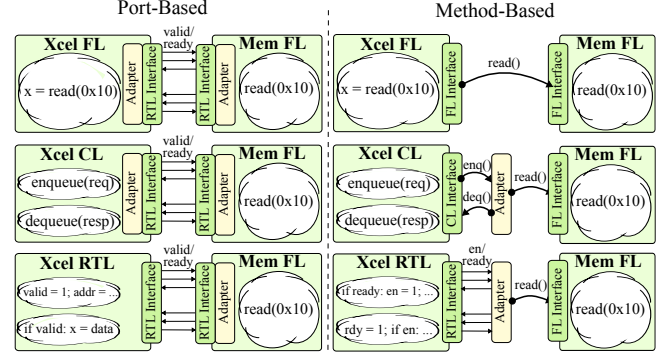 Port-Based
Method-Based
Xcel FL
valid/
ready
Mem FL
x = read(0x10)
Adapter
RTL Interface
RTL Interface
Adapter
read(0x10)
Xcel FL
Mem FL
x = read(0x10)
FL Interface
read()
FL Interface
read(0x10)
Xcel CL
valid/
ready
Mem FL
enqueue(req)
dequeue(resp)
Adapter
RTL Interface
RTL Interface
Adapter
read(0x10)
Xcel CL
Mem FL
enqueue(req)
dequeue(resp)
CL Interface
enq()
deq()
Adapter
read()
FL Interface
read(0x10)
Xcel RTL
valid/
ready
Mem FL
valid = 1; addr = ...
if valid: x = data
RTL Interface
RTL Interface
Adapter
read(0x10)
Xcel RTL
en/
ready
Mem FL
if ready: en = 1; ...
rdy = 1; if en: ...
RTL Interface
Adapter
read()
FL Interface
read(0x10)